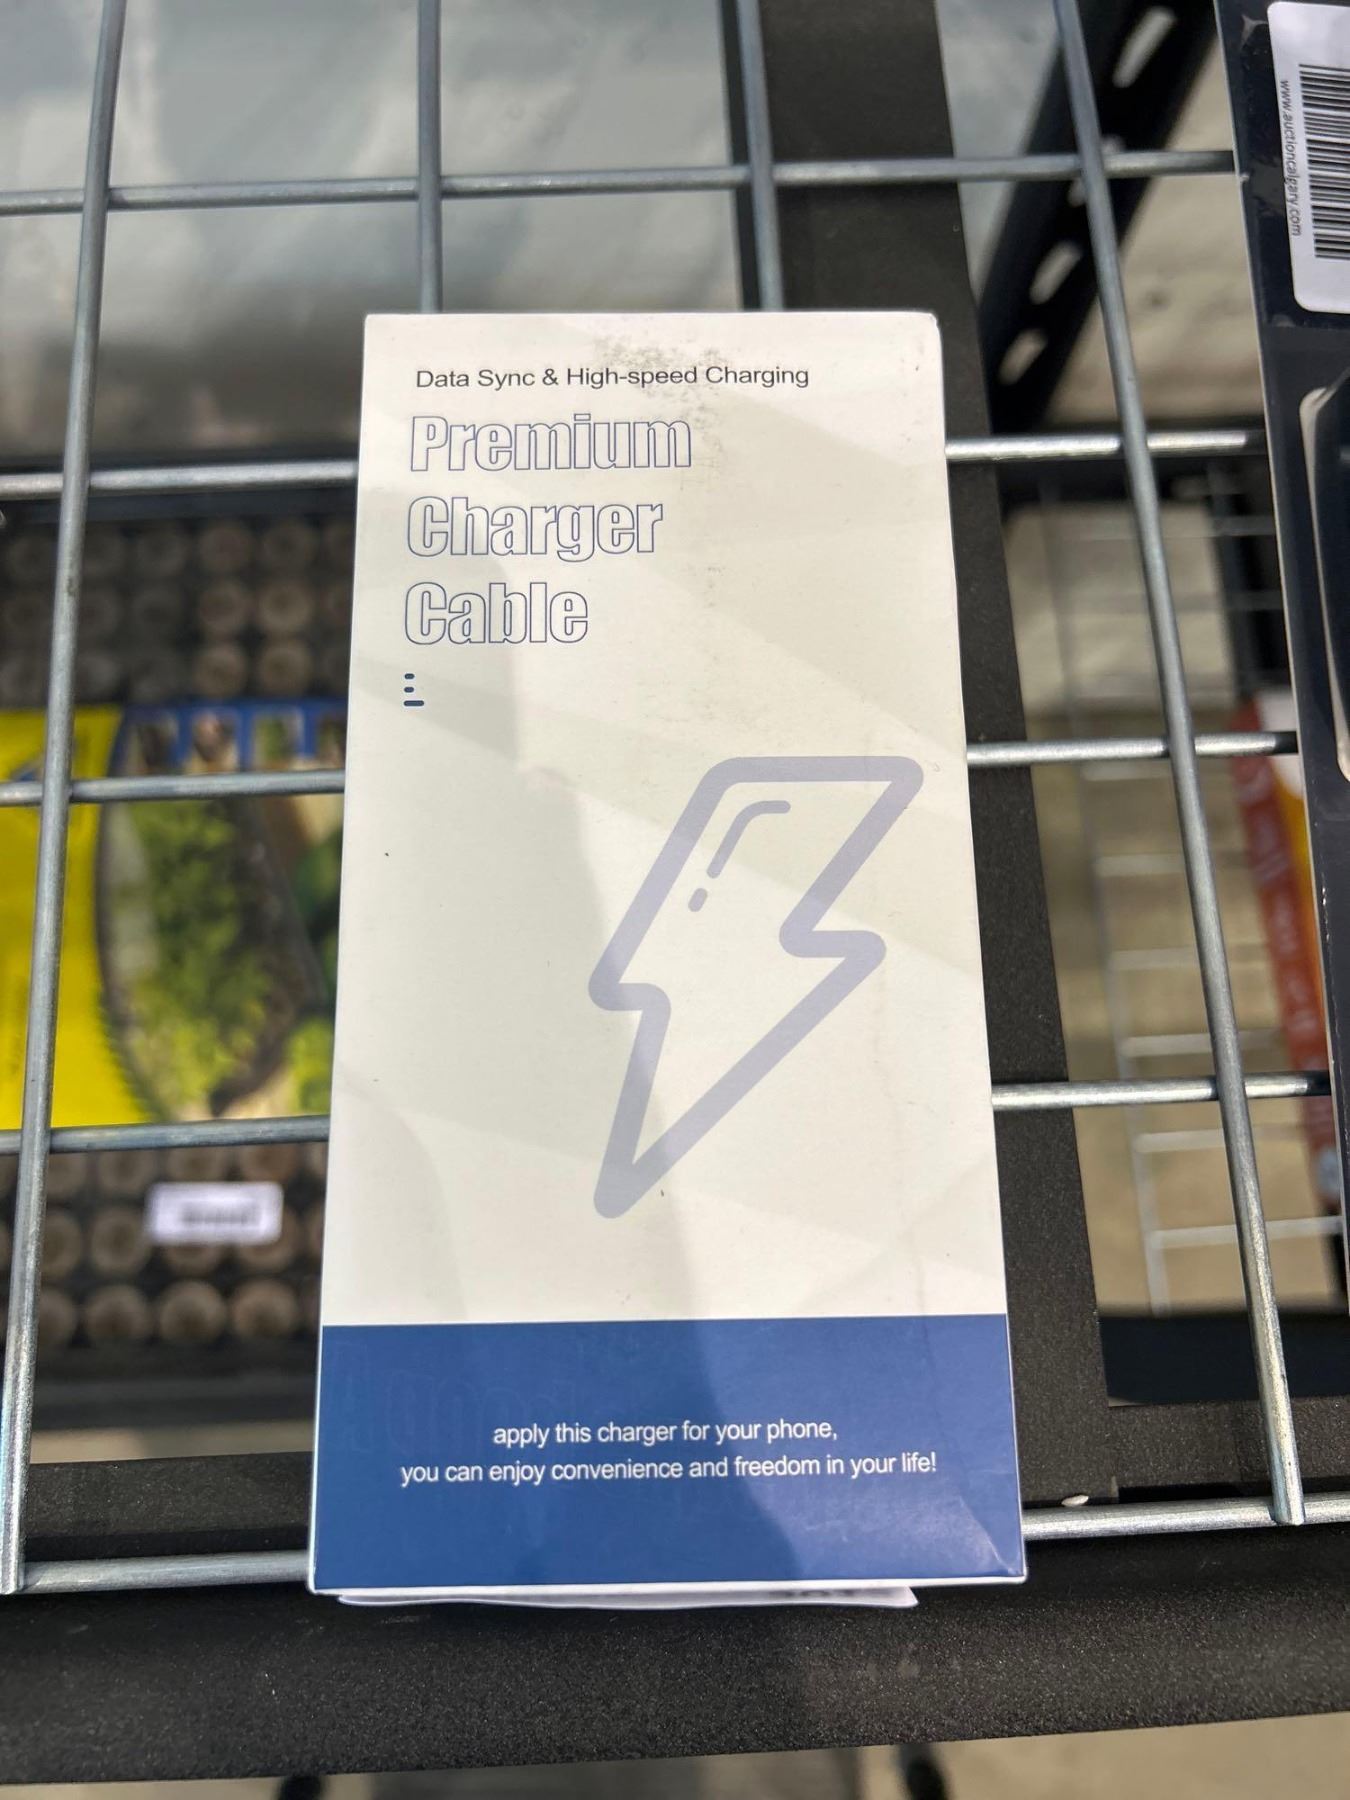 Data Sync & High-speed Charging
Premium
Charger
Cable
apply this charger for your phone,
you can enjoy convenience and freedom in your life!
www.auctioncalgary.com